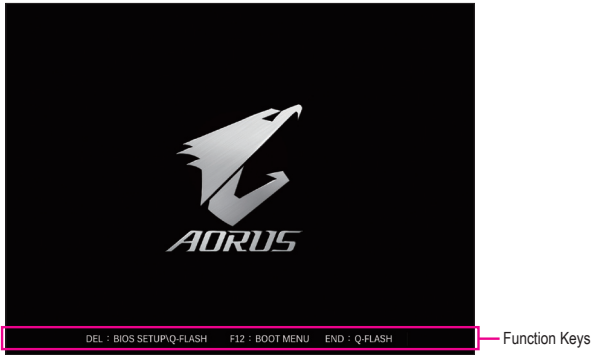 AORUS
DEL : BIOS SETUP\Q-FLASH F12 : BOOT MENU END : Q-FLASH
Function Keys